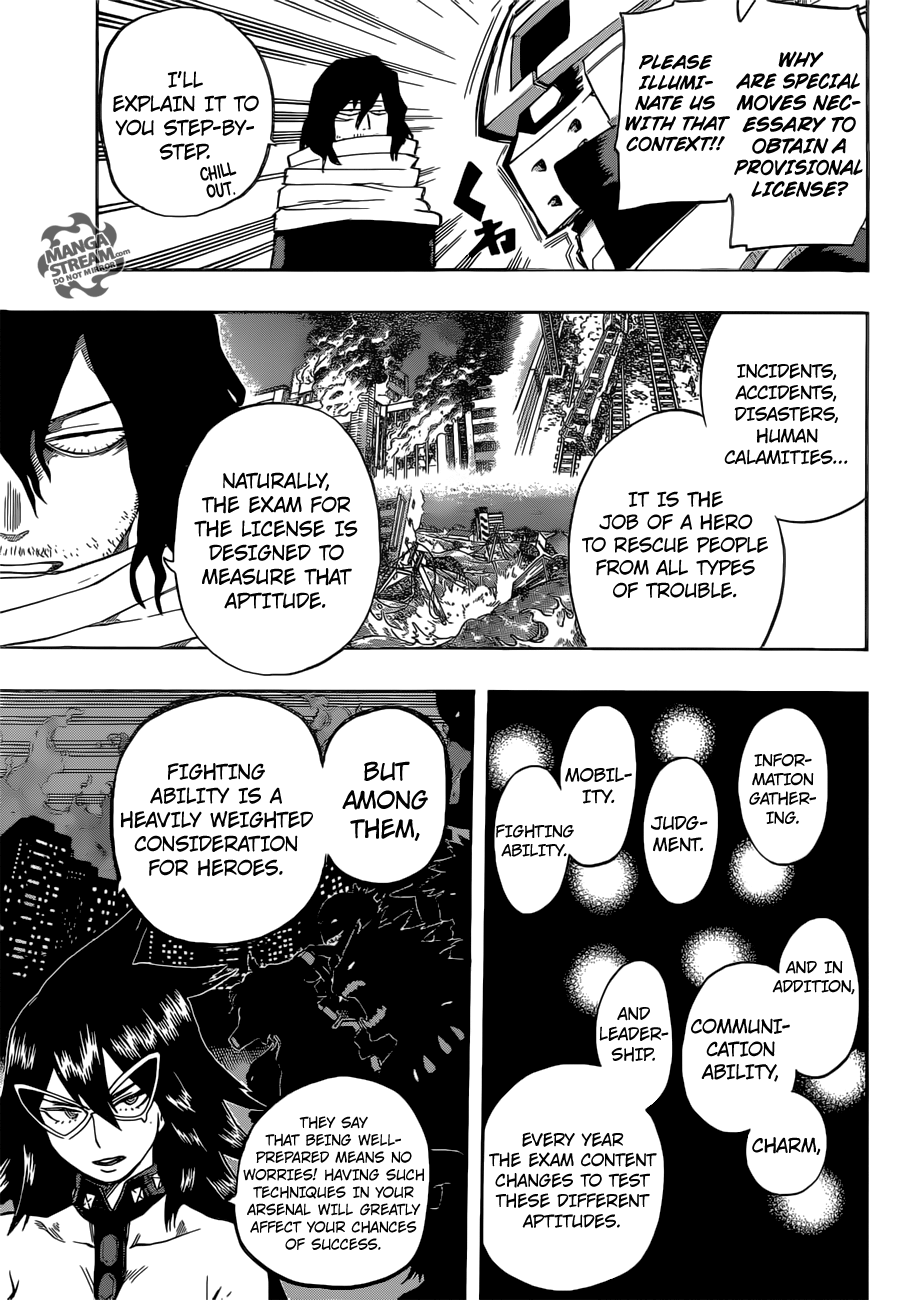 WHY
ARE SPECIAL
MOVES NEC-
ESSARY TO
OBTAIN A
PROVISIONAL
LICENSE?
PLEASE
ILLUMI-
NATE US
WITH THAT
CONTEXT!!
くわっ
I'LL
EXPLAIN IT TO
YOU STEP-BY-
STEP.
CHILL
OUT.
MANGA
STREAM.com
DO NOT MIRROR
INCIDENTS,
ACCIDENTS,
DISASTERS,
HUMAN
CALAMITIES...
IT IS THE
JOB OF A HERO
TO RESCUE PEOPLE
FROM ALL TYPES
OF TROUBLE.
NATURALLY,
THE EXAM FOR
THE LICENSE IS
DESIGNED TO
MEASURE THAT
APTITUDE.
INFOR-
MATION
GATHER-
ING.
JUDG-
MENT.
MOBIL-
ITY.
FIGHTING
ABILITY.
AND IN
ADDITION,
COMMUNI-
CATION
ABILITY,
CHARM,
AND
LEADER-
SHIP.
EVERY YEAR
THE EXAM CONTENT
CHANGES TO TEST
THESE DIFFERENT
APTITUDES.
BUT
AMONG
THEM,
FIGHTING
ABILITY IS A
HEAVILY WEIGHTED
CONSIDERATION
FOR HEROES.
THEY SAY
THAT BEING WELL-
PREPARED MEANS NO
WORRIES! HAVING SUCH
TECHNIQUES IN YOUR
ARSENAL WILL GREATLY
AFFECT YOUR CHANCES
OF SUCCESS.